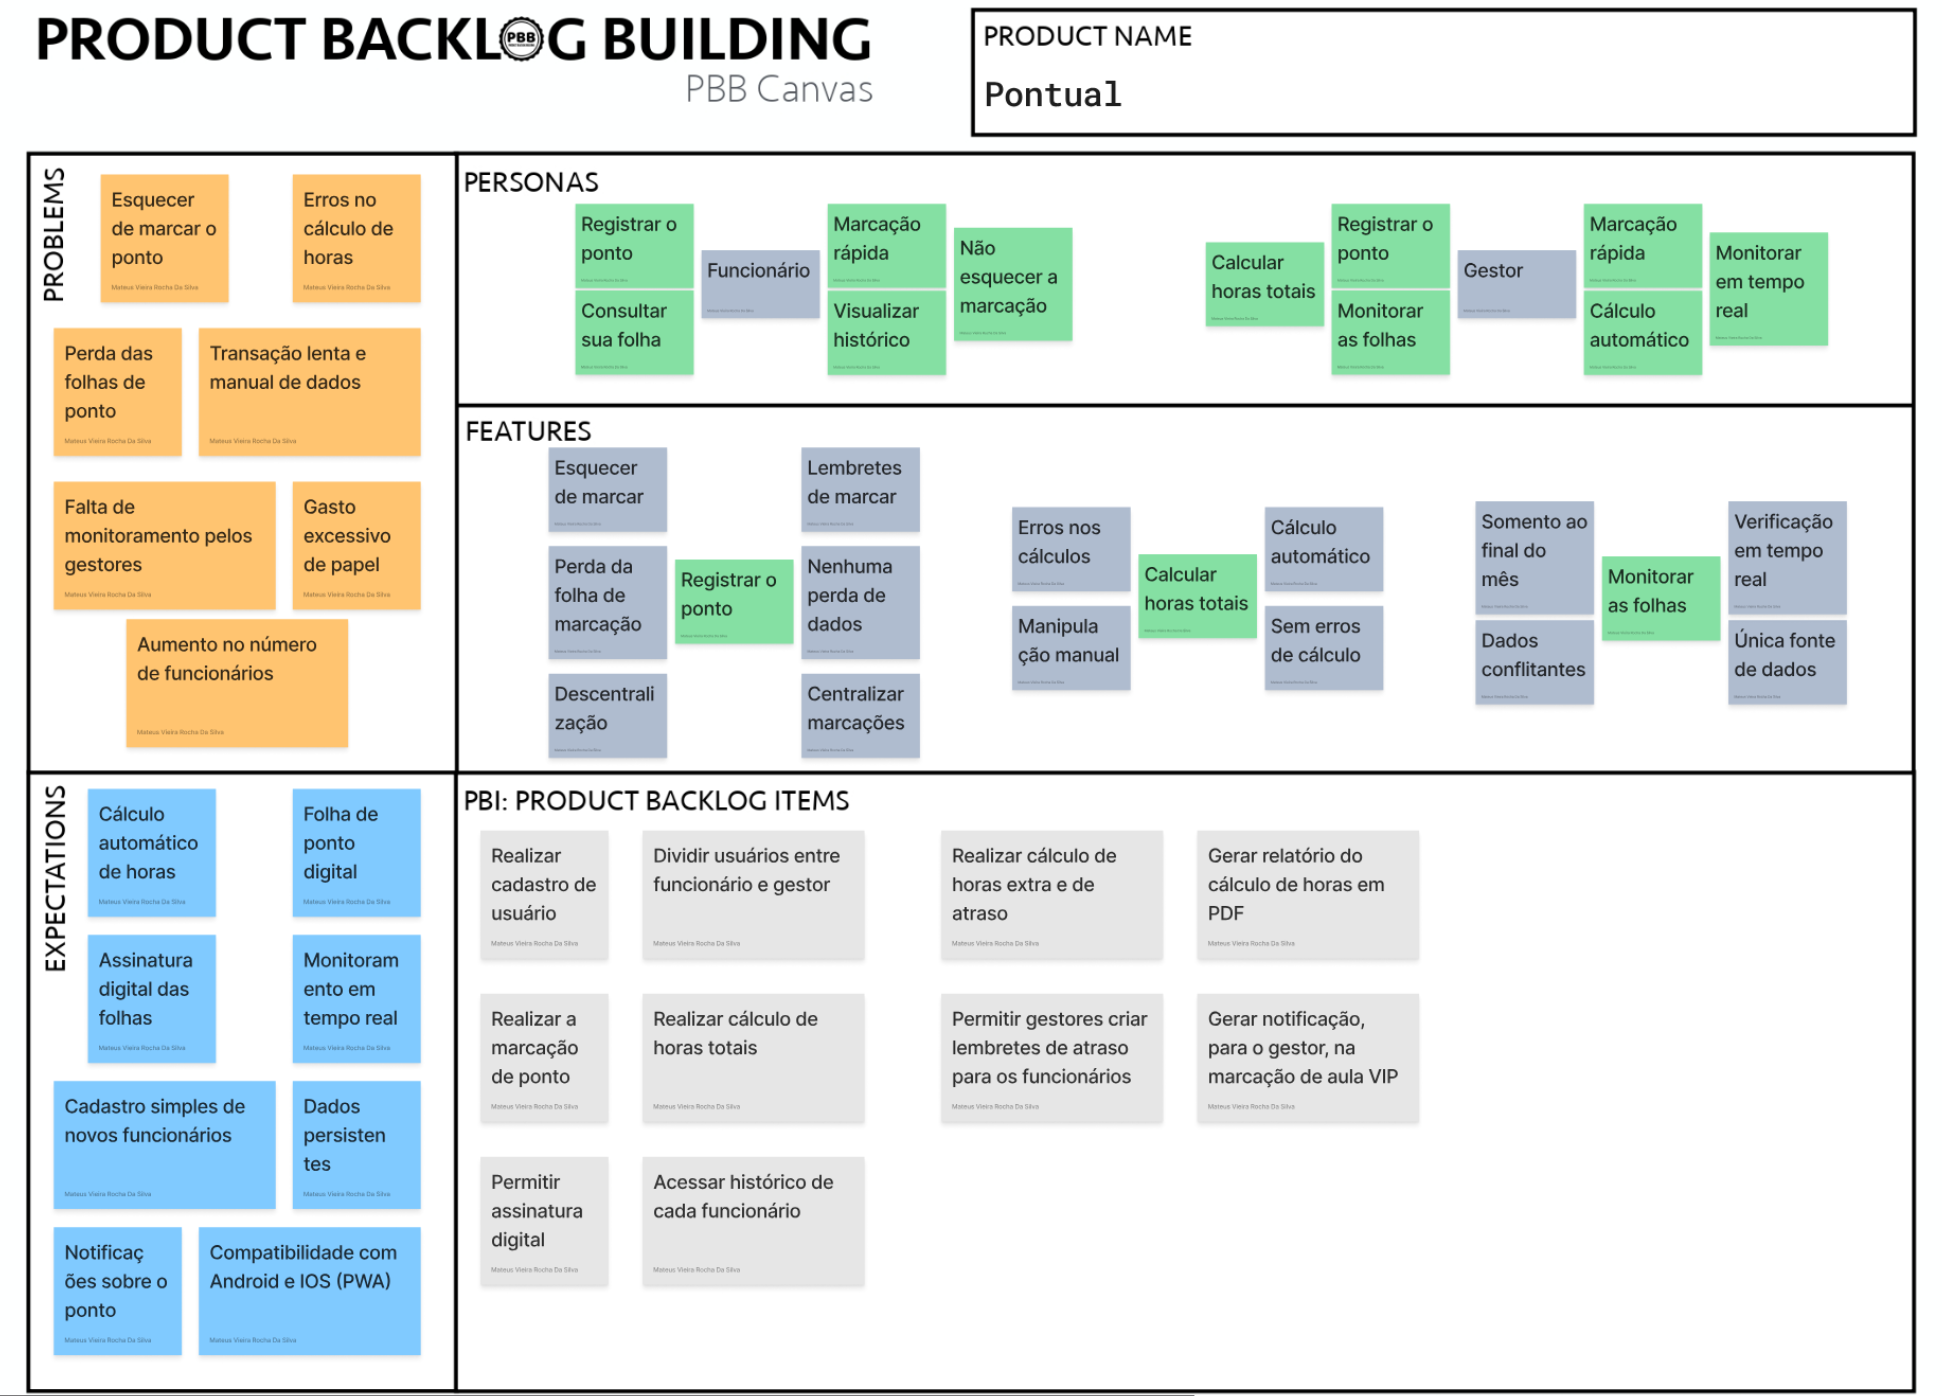 PRODUCT BACKLOG BUILDING
PBB
PBB Canvas
PRODUCT NAME
Pontual
PROBLEMS
Esquecer
de marcar o
ponto
Mateus Vieira Rocha Da Silva
Erros no
cálculo de
horas
Mateus Vieira Rocha Da Silva
Perda das
folhas de
ponto
Mateus Vieira Rocha Da Silva
Transação lenta e
manual de dados
Mateus Vieira Rocha Da Silva
Falta de
monitoramento pelos
gestores
Mateus Vieira Rocha Da Silva
Gasto
excessivo
de papel
Mateus Vieira Rocha Da Silva
Aumento no número
de funcionários
Mateus Vieira Rocha Da Silva
PERSONAS
Registrar o
ponto
Consultar
sua folha
Funcionário
Marcação
rápida
Visualizar
histórico
Não
esquecer a
marcação
Calcular
horas totais
Registrar o
ponto
Monitorar
as folhas
Gestor
Marcação
rápida
Cálculo
automático
Monitorar
em tempo
real
FEATURES
Esquecer
de marcar
Perda da
folha de
marcação
Descentrali
zação
Registrar o
ponto
Lembretes
de marcar
Nenhuma
perda de
dados
Centralizar
marcações
Erros nos
cálculos
Manipula
ção manual
Calcular
horas totais
Cálculo
automático
Sem erros
de cálculo
Somento ao
final do
mês
Dados
conflitantes
Monitorar
as folhas
Verificação
em tempo
real
Única fonte
de dados
EXPECTATIONS
Cálculo
automático
de horas
Mateus Vieira Rocha Da Silva
Folha de
ponto
digital
Mateus Vieira Rocha Da Silva
Assinatura
digital das
folhas
Mateus Vieira Rocha Da Silva
Monitoram
ento em
tempo real
Mateus Vieira Rocha Da Silva
Cadastro simples de
novos funcionários
Mateus Vieira Rocha Da Silva
Dados
persisten
tes
Mateus Vieira Rocha Da Silva
Notificaç
ões sobre o
ponto
Mateus Vieira Rocha Da Silva
Compatibilidade com
Android e IOS (PWA)
Mateus Vieira Rocha Da Silva
PBI: PRODUCT BACKLOG ITEMS
Realizar
cadastro de
usuário
Mateus Vieira Rocha Da Silva
Dividir usuários entre
funcionário e gestor
Mateus Vieira Rocha Da Silva
Realizar cálculo de
horas extra e de
atraso
Mateus Vieira Rocha Da Silva
Gerar relatório do
cálculo de horas em
PDF
Mateus Vieira Rocha Da Silva
Realizar a
marcação
de ponto
Mateus Vieira Rocha Da Silva
Realizar cálculo de
horas totais
Mateus Vieira Rocha Da Silva
Permitir gestores criar
lembretes de atraso
para os funcionários
Mateus Vieira Rocha Da Silva
Gerar notificação,
para o gestor, na
marcação de aula VIP
Mateus Vieira Rocha Da Silva
Permitir
assinatura
digital
Mateus Vieira Rocha Da Silva
Acessar histórico de
cada funcionário
Mateus Vieira Rocha Da Silva